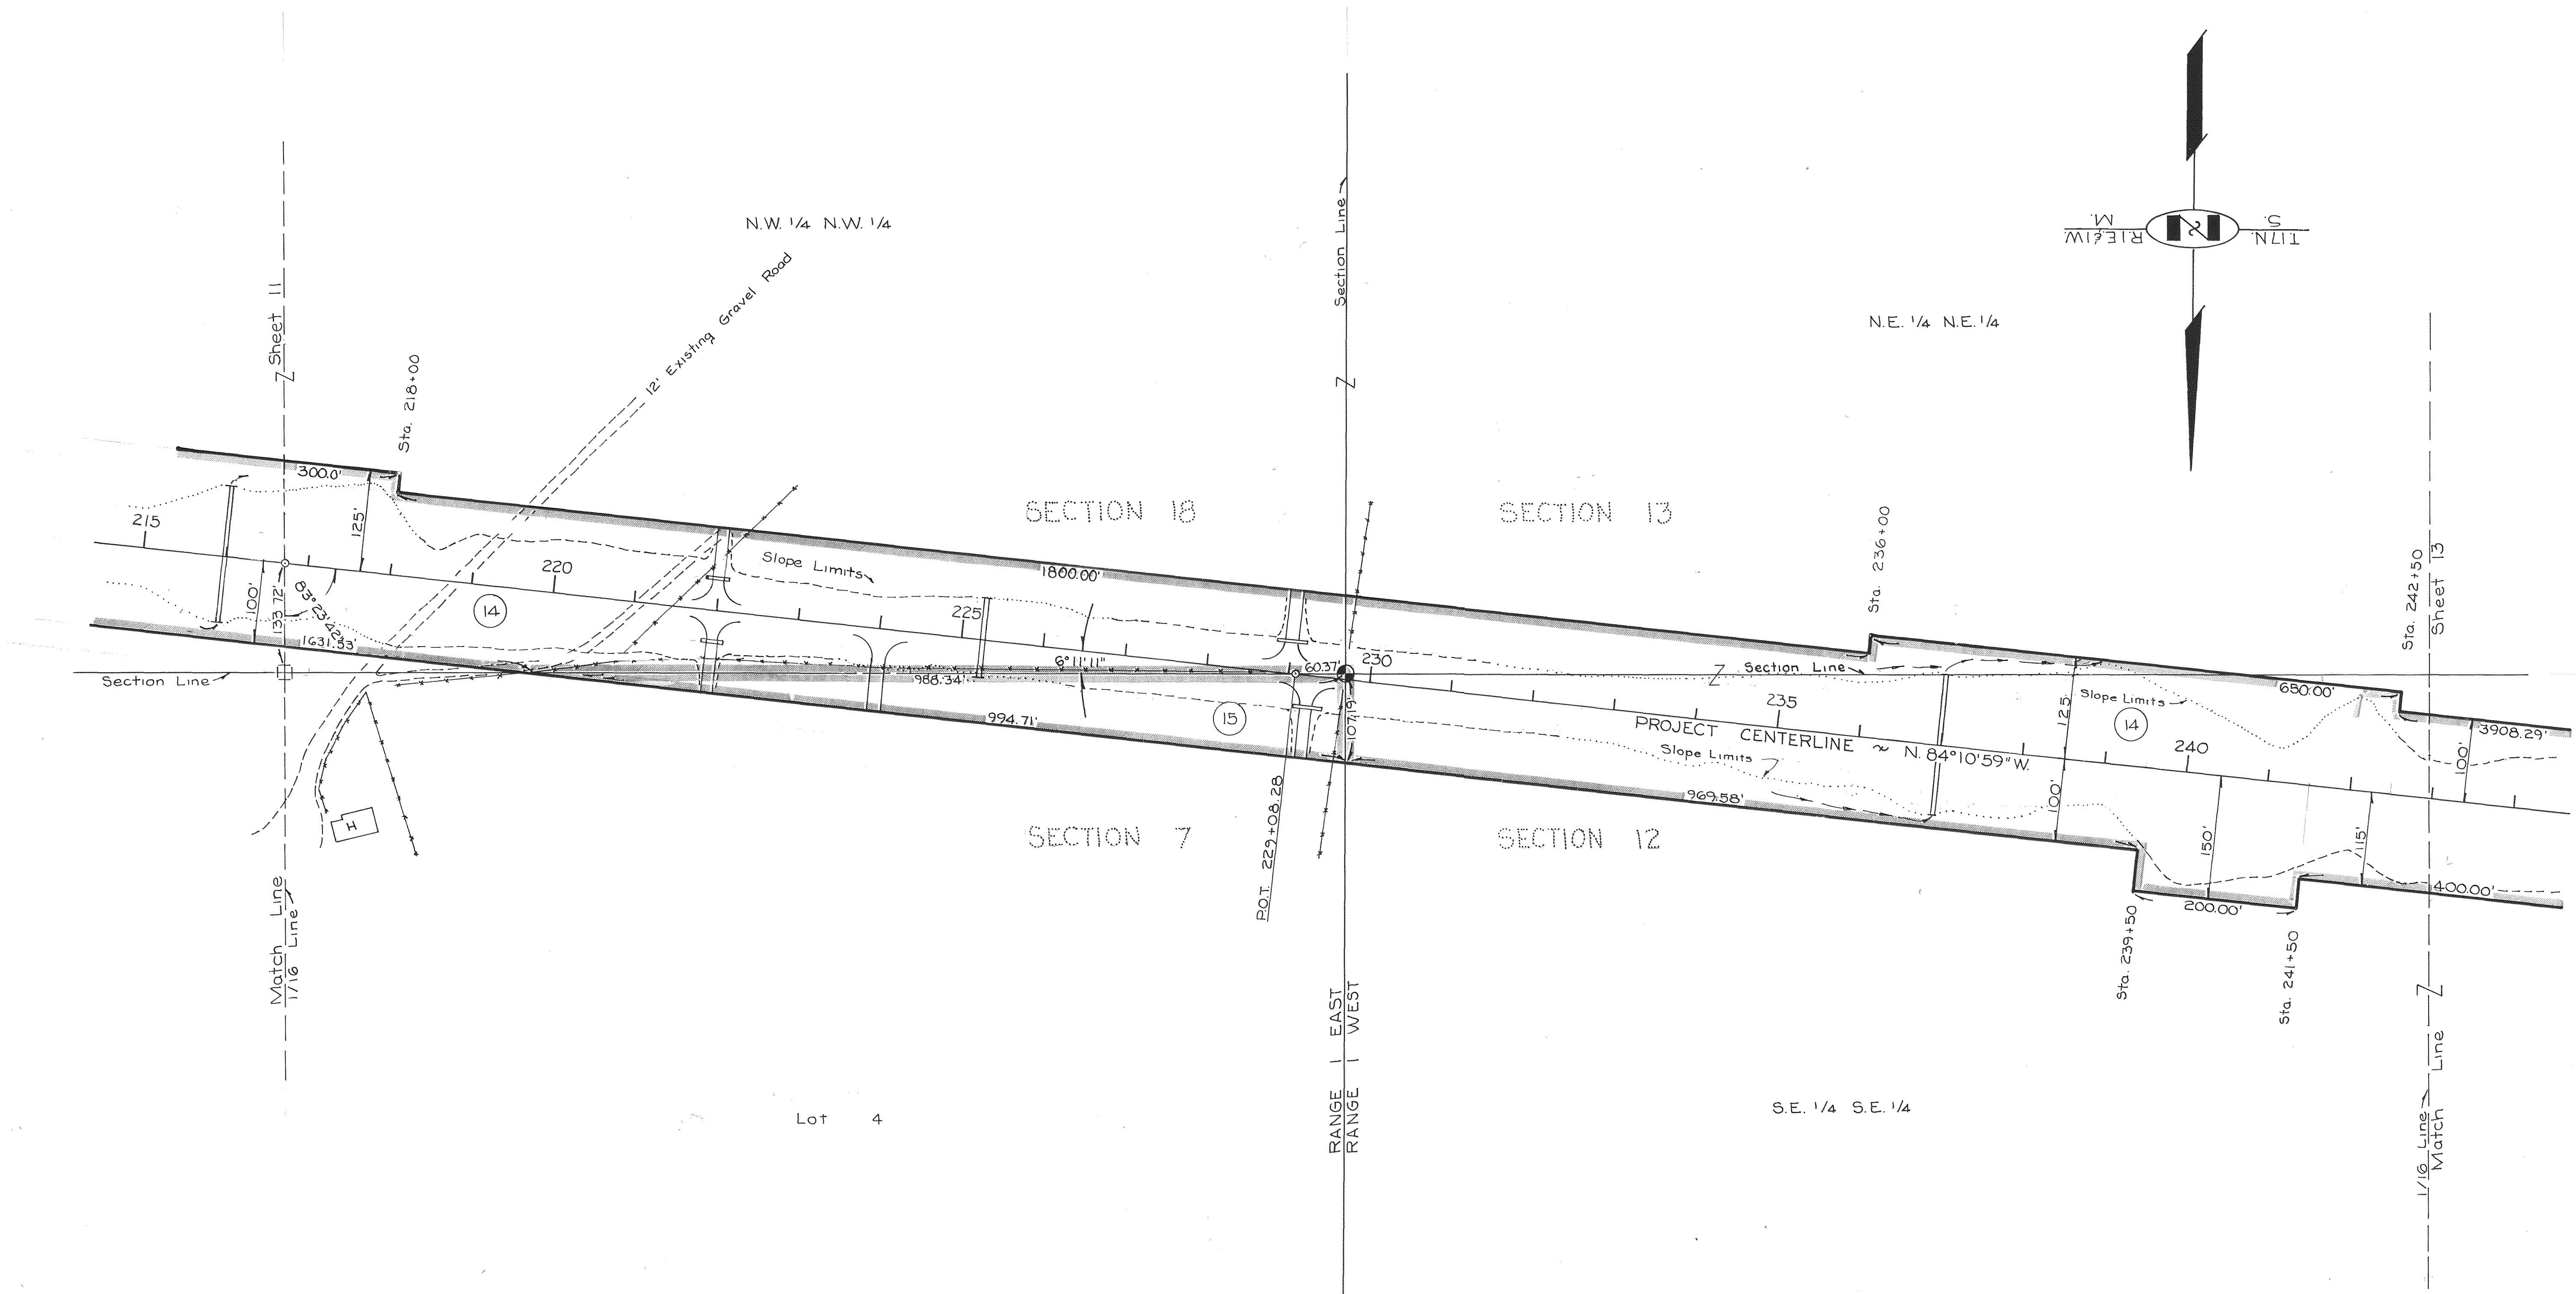 N.W. 1/4 N.W. 1/4
N.E. 1/4 N.E. 1/4
Section Line
T.17N.
S.
R.1E.&1W.
M.
N
Sheet 11
Sta. 218+00
12' Existing Gravel Road
SECTION 18
SECTION 13
Sta. 236+00
Sta. 242+50
Sheet 13
300.0'
125'
215
220
Slope Limits
1800.00'
14
225
100'
133.72'
83°23'42"
1631.33'
6°11'11"
988.34'
60.37'
230
Section Line
Section Line
650.00'
Slope Limits
235
125'
14
15
994.71'
107.19'
PROJECT CENTERLINE ~ N. 84°10'59" W.
240
3908.29'
100'
Slope Limits
969.58'
100'
150'
115'
400.00'
200.00'
H
SECTION 7
SECTION 12
P.O.T. 229+08.28
Sta. 239+50
Sta. 241+50
Match Line
1/16 Line
RANGE 1 EAST
RANGE 1 WEST
Lot 4
S.E. 1/4 S.E. 1/4
1/16 Line
Match Line